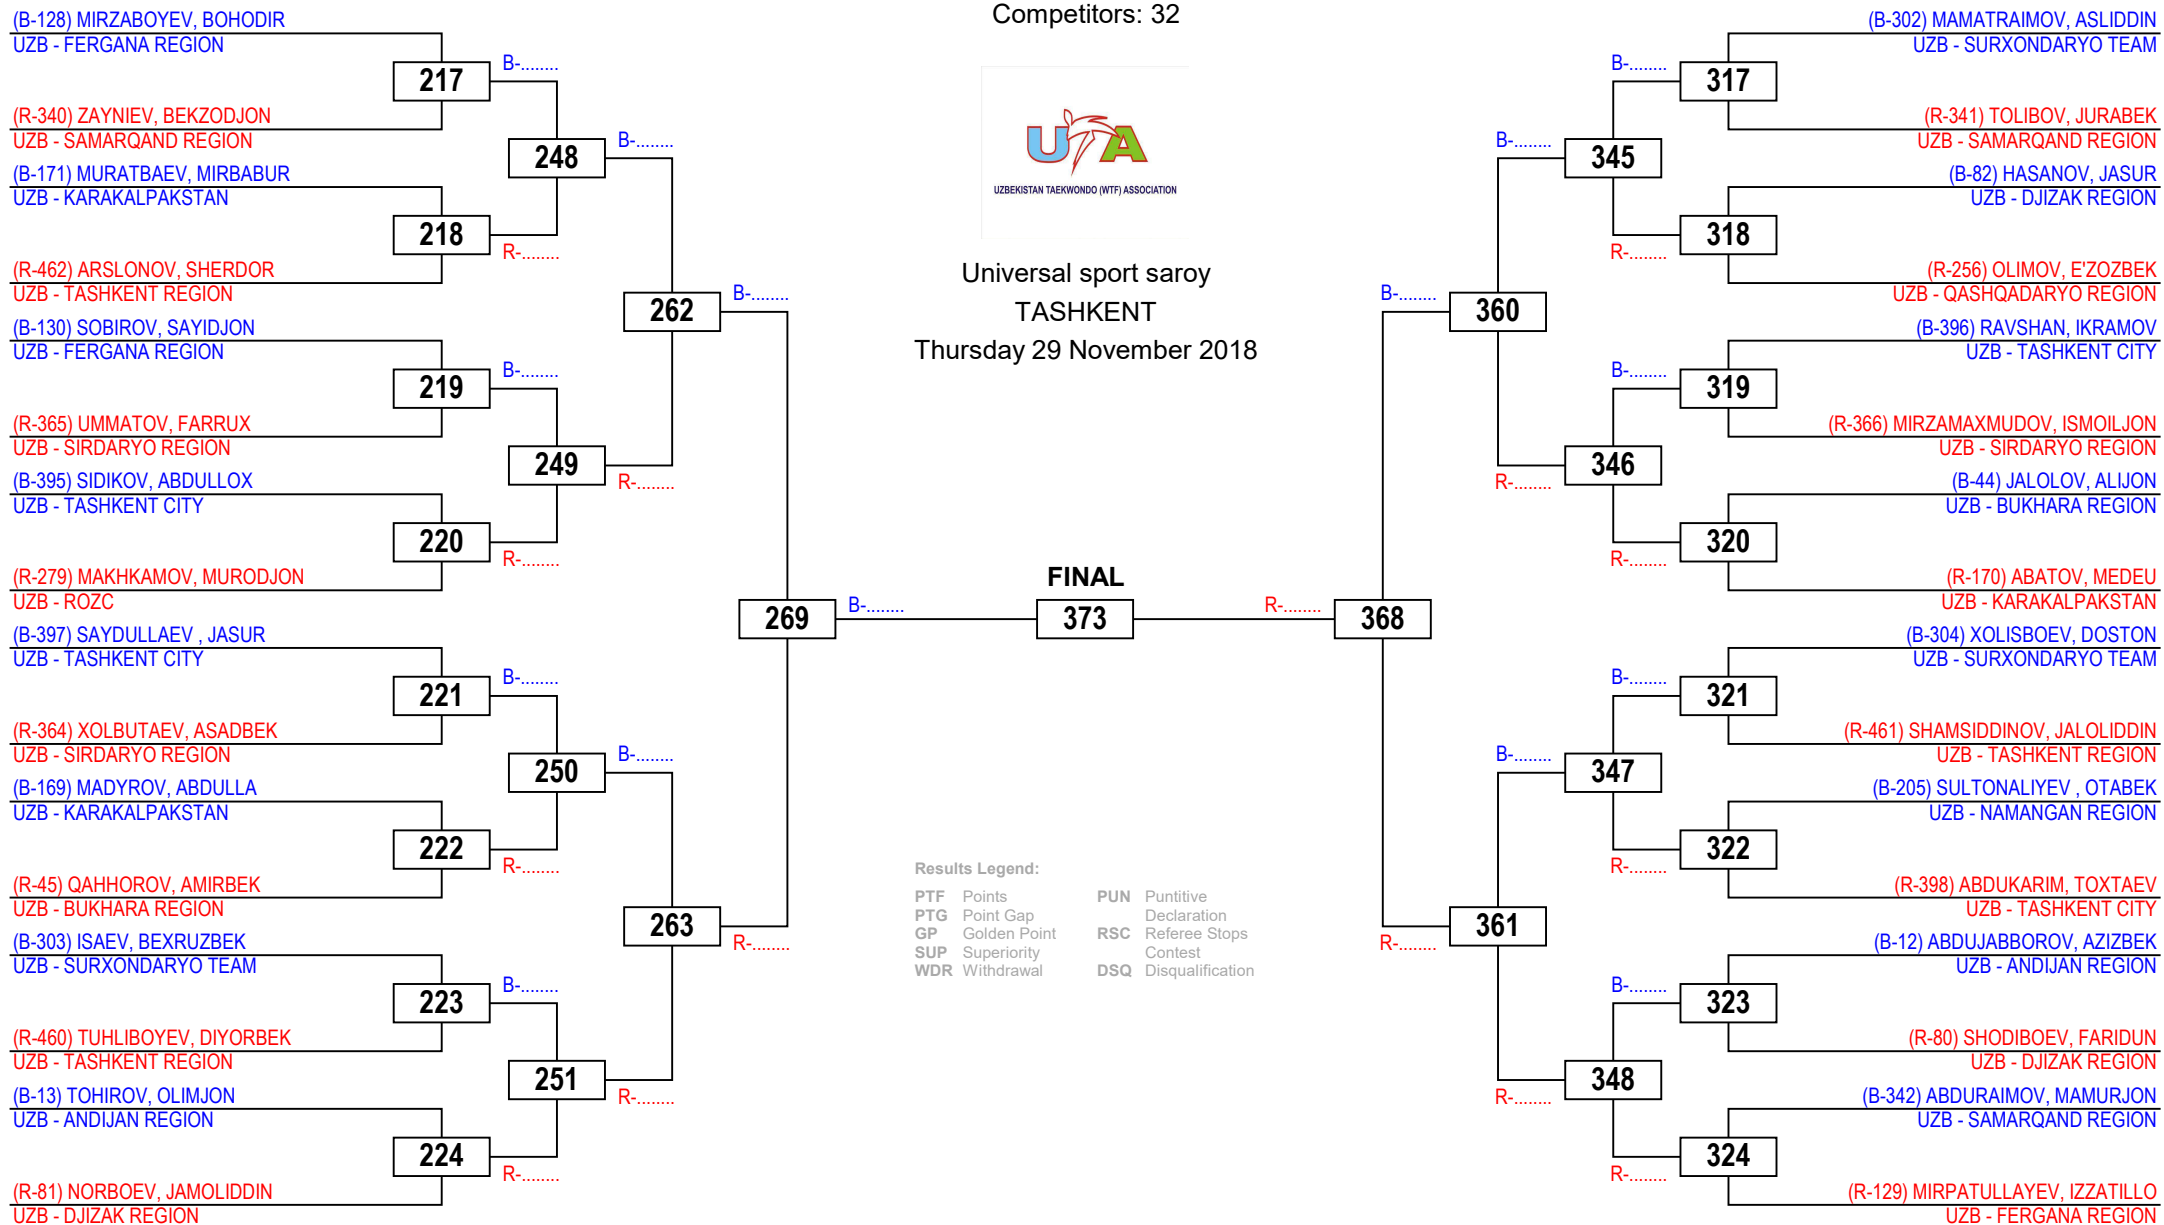 Competitors: 32
UTA
UZBEKISTAN TAEKWONDO (WTF) ASSOCIATION
Universal sport saroy
TASHKENT
Thursday 29 November 2018
(B-128) MIRZABOYEV, BOHODIR
UZB - FERGANA REGION
217
(R-340) ZAYNIEV, BEKZODJON
UZB - SAMARQAND REGION
B-........
248
(B-171) MURATBAEV, MIRBABUR
UZB - KARAKALPAKSTAN
218
(R-462) ARSLONOV, SHERDOR
UZB - TASHKENT REGION
R-........
B-........
262
(B-130) SOBIROV, SAYIDJON
UZB - FERGANA REGION
219
(R-365) UMMATOV, FARRUX
UZB - SIRDARYO REGION
B-........
249
R-........
(B-395) SIDIKOV, ABDULLOX
UZB - TASHKENT CITY
220
(R-279) MAKHKAMOV, MURODJON
UZB - ROZC
R-........
B-........
269
B-........
(B-397) SAYDULLAEV , JASUR
UZB - TASHKENT CITY
221
(R-364) XOLBUTAEV, ASADBEK
UZB - SIRDARYO REGION
B-........
250
B-........
(B-169) MADYROV, ABDULLA
UZB - KARAKALPAKSTAN
222
(R-45) QAHHOROV, AMIRBEK
UZB - BUKHARA REGION
R-........
263
R-........
(B-303) ISAEV, BEXRUZBEK
UZB - SURXONDARYO TEAM
223
(R-460) TUHLIBOYEV, DIYORBEK
UZB - TASHKENT REGION
B-........
251
R-........
(B-13) TOHIROV, OLIMJON
UZB - ANDIJAN REGION
224
(R-81) NORBOEV, JAMOLIDDIN
UZB - DJIZAK REGION
R-........
FINAL
373
(B-302) MAMATRAIMOV, ASLIDDIN
UZB - SURXONDARYO TEAM
317
(R-341) TOLIBOV, JURABEK
UZB - SAMARQAND REGION
B-........
345
B-........
(B-82) HASANOV, JASUR
UZB - DJIZAK REGION
318
(R-256) OLIMOV, E'ZOZBEK
UZB - QASHQADARYO REGION
R-........
360
B-........
(B-396) RAVSHAN, IKRAMOV
UZB - TASHKENT CITY
319
(R-366) MIRZAMAXMUDOV, ISMOILJON
UZB - SIRDARYO REGION
B-........
346
R-........
(B-44) JALOLOV, ALIJON
UZB - BUKHARA REGION
320
(R-170) ABATOV, MEDEU
UZB - KARAKALPAKSTAN
R-........
368
R-........
(B-304) XOLISBOEV, DOSTON
UZB - SURXONDARYO TEAM
321
(R-461) SHAMSIDDINOV, JALOLIDDIN
UZB - TASHKENT REGION
B-........
347
B-........
(B-205) SULTONALIYEV , OTABEK
UZB - NAMANGAN REGION
322
(R-398) ABDUKARIM, TOXTAEV
UZB - TASHKENT CITY
R-........
361
R-........
(B-12) ABDUJABBOROV, AZIZBEK
UZB - ANDIJAN REGION
323
(R-80) SHODIBOEV, FARIDUN
UZB - DJIZAK REGION
B-........
348
R-........
(B-342) ABDURAIMOV, MAMURJON
UZB - SAMARQAND REGION
324
(R-129) MIRPATULLAYEV, IZZATILLO
UZB - FERGANA REGION
R-........
Results Legend:
PTF Points
PTG Point Gap
GP Golden Point
SUP Superiority
WDR Withdrawal
PUN Puntitive
Declaration
RSC Referee Stops
Contest
DSQ Disqualification